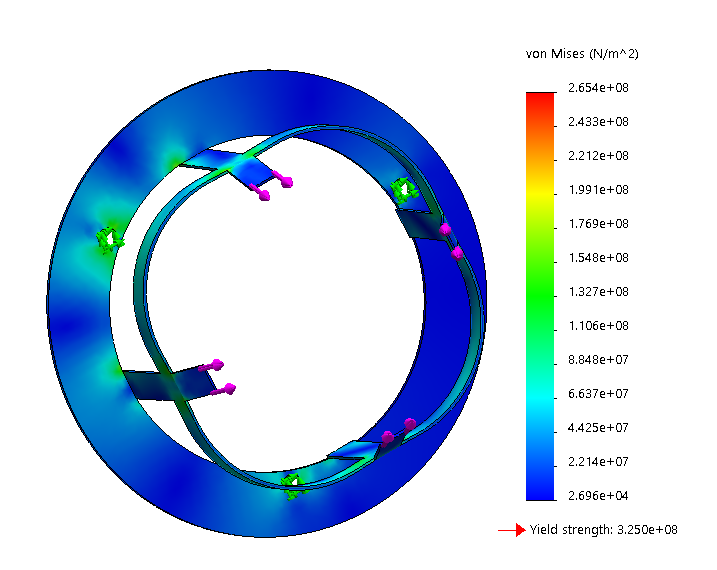 von Mises (N/m^2)
2.654e+08
2.433e+08
2.212e+08
1.991e+08
1.769e+08
1.548e+08
1.327e+08
1.106e+08
8.848e+07
6.637e+07
4.425e+07
2.214e+07
2.696e+04
Yield strength: 3.250e+08